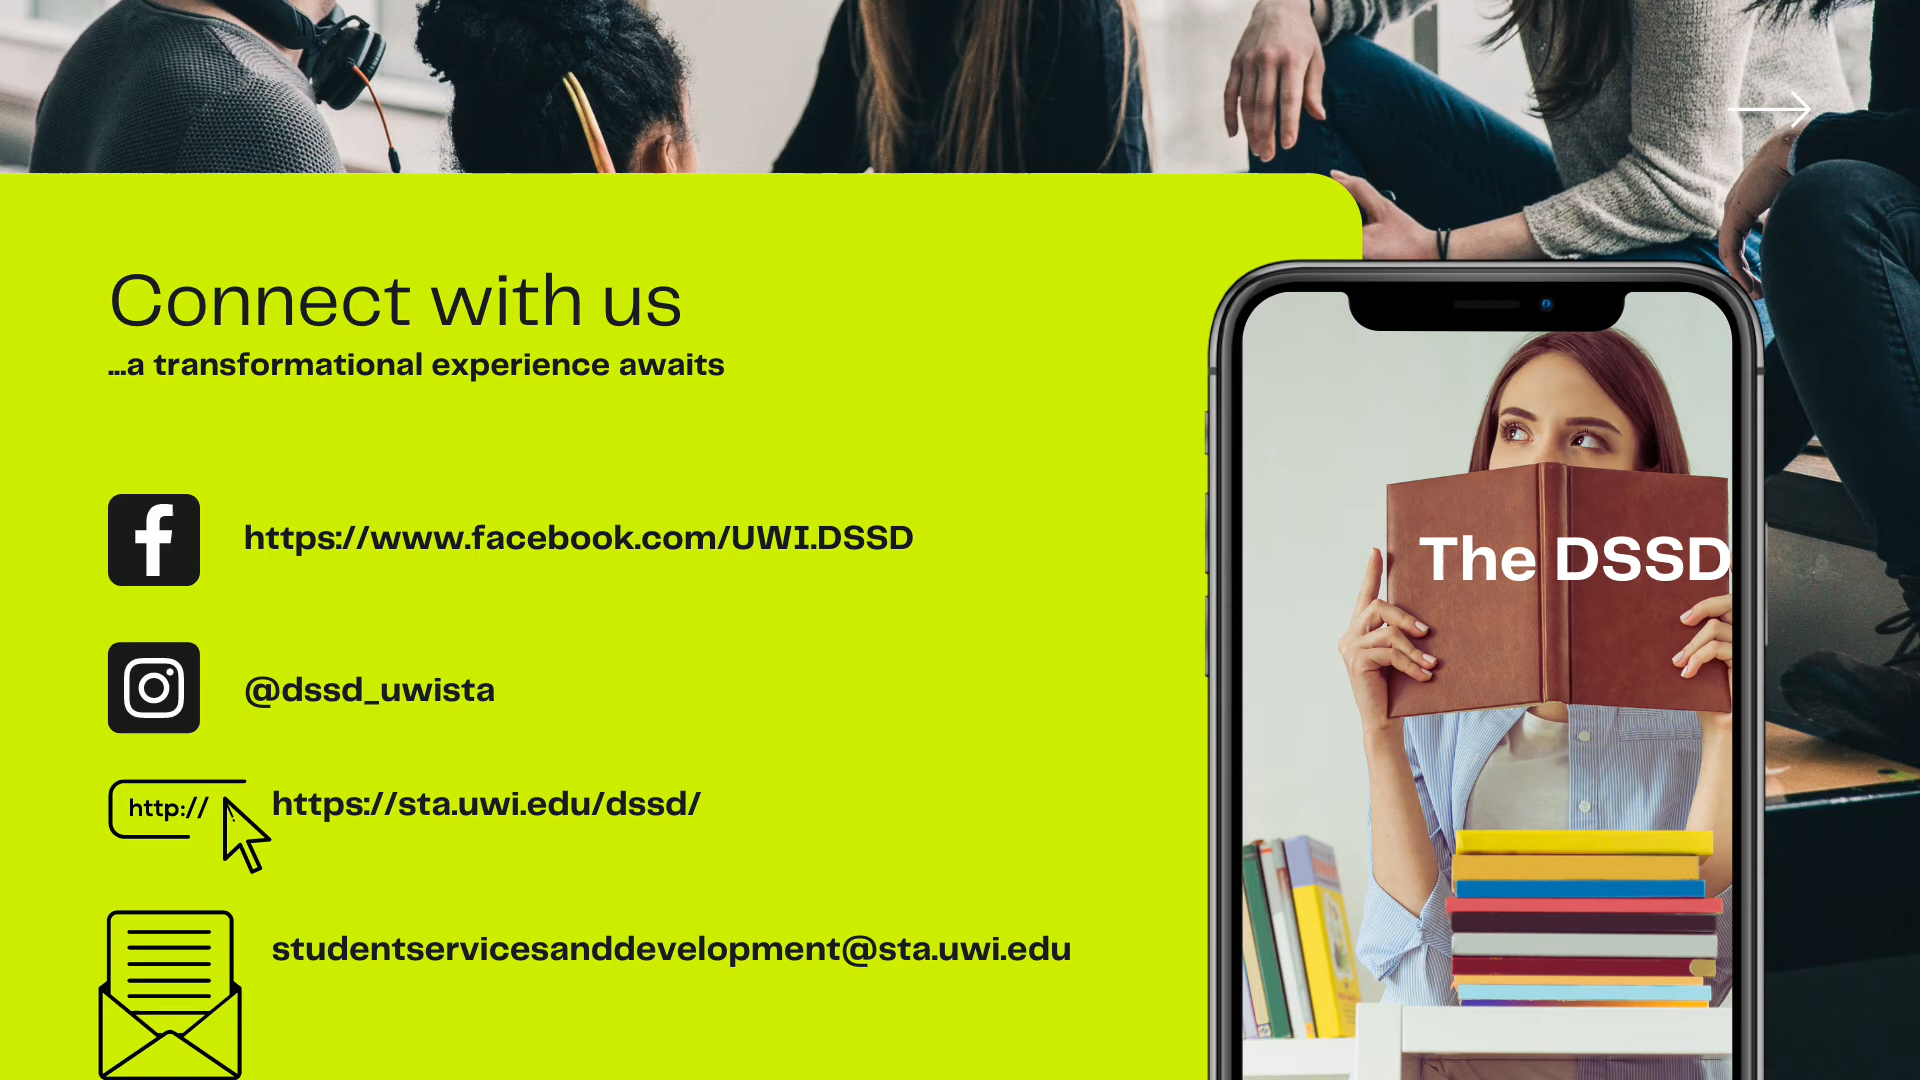 Connect with us
...a transformational experience awaits
https://www.facebook.com/UWI.DSSD
@dssd_uwista
http://
https://sta.uwi.edu/dssd/
studentservicesanddevelopment@sta.uwi.edu
The DSSD